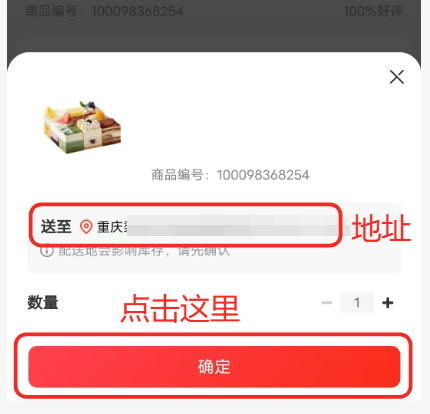 商品编号：100098368254 100%好评
商品编号：100098368254
送至 重庆
地址
配送地会影响库存，请先确认
数量 1
点击这里
确定